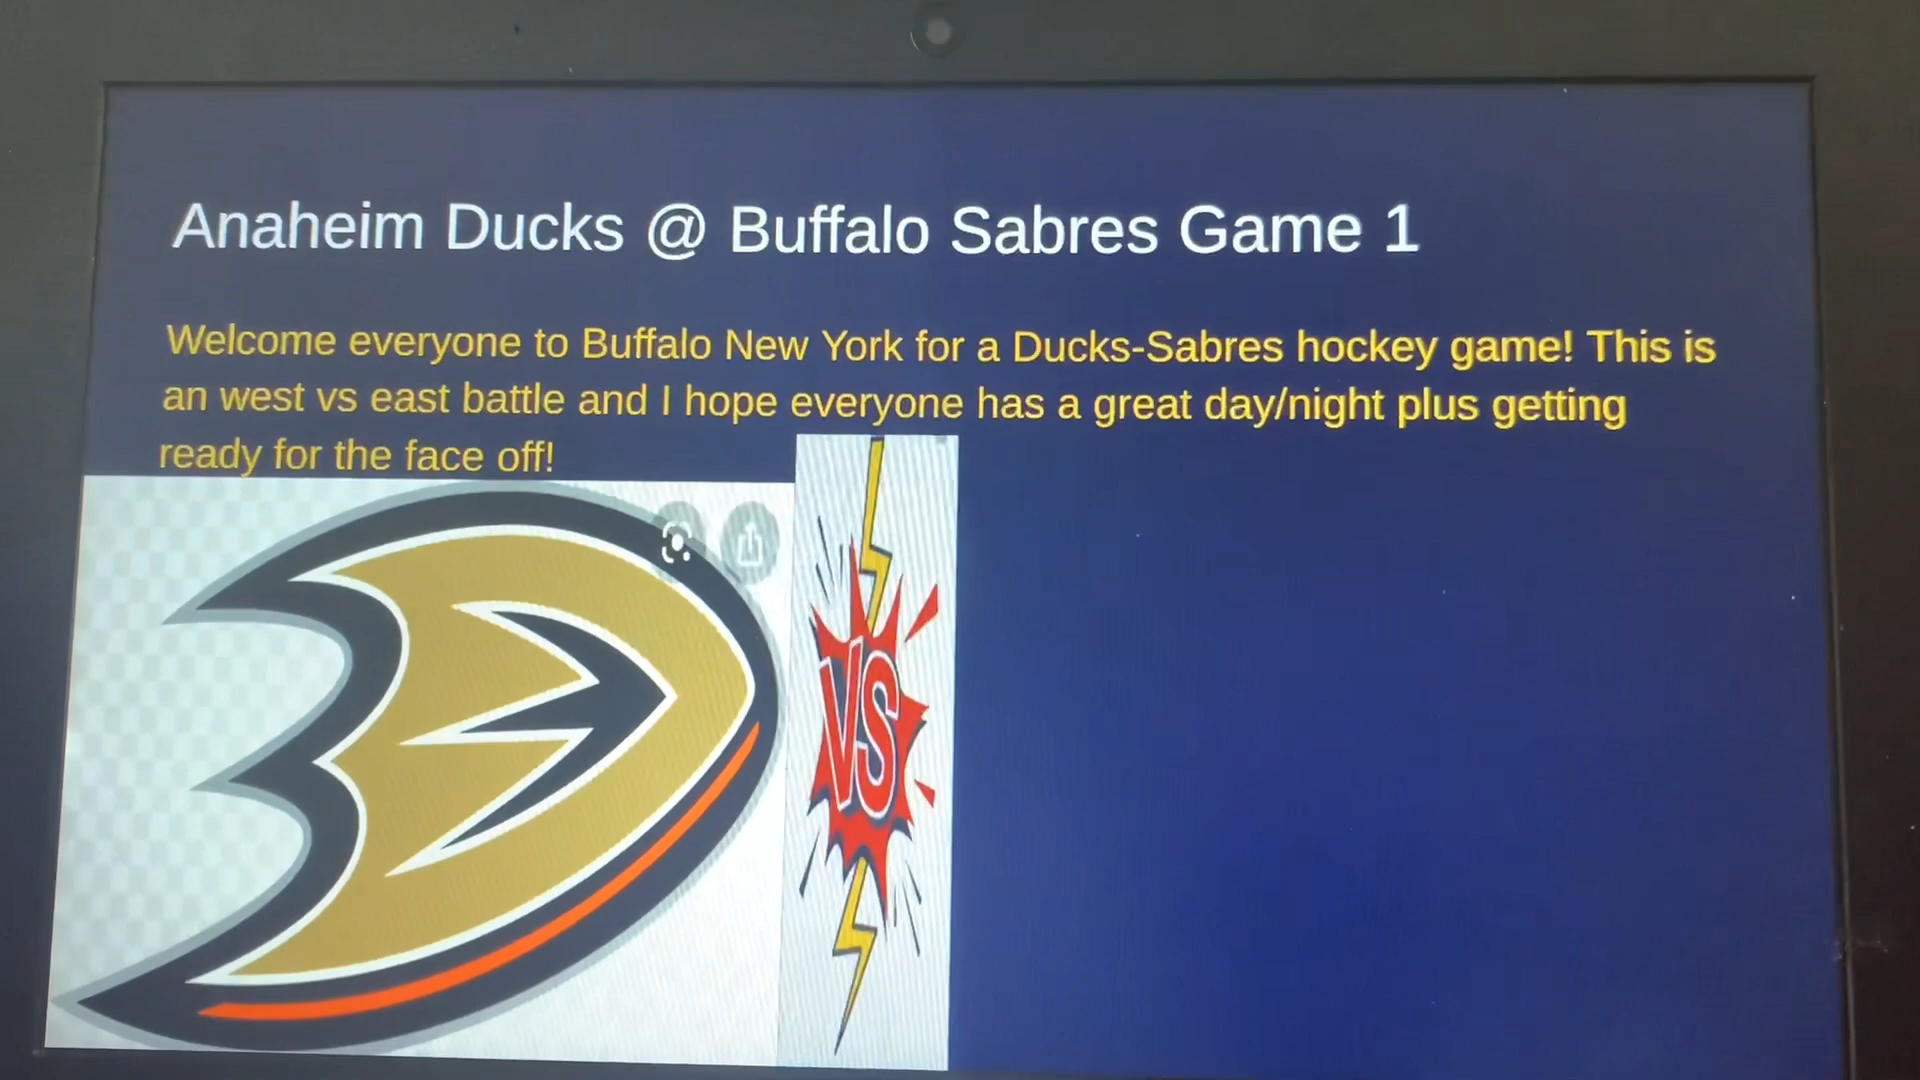 Anaheim Ducks @ Buffalo Sabres Game 1
Welcome everyone to Buffalo New York for a Ducks-Sabres hockey game! This is
an west vs east battle and I hope everyone has a great day/night plus getting
ready for the face off!
VS